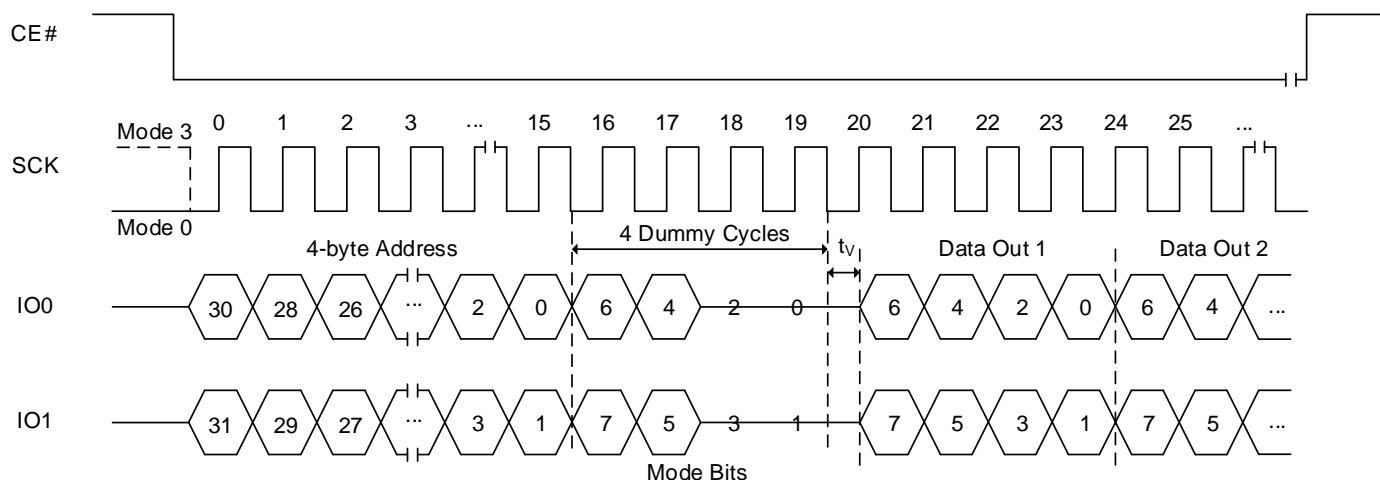 CE#
0 1 2 3 ... 15 16 17 18 19 20 21 22 23 24 25 ...
Mode 3
SCK
Mode 0
4-byte Address 4 Dummy Cycles tV Data Out 1 Data Out 2
IO0 30 28 26 ... 2 0 6 4 2 0 6 4 2 0 6 4 ...
IO1 31 29 27 ... 3 1 7 5 3 1 7 5 3 1 7 5 ...
Mode Bits